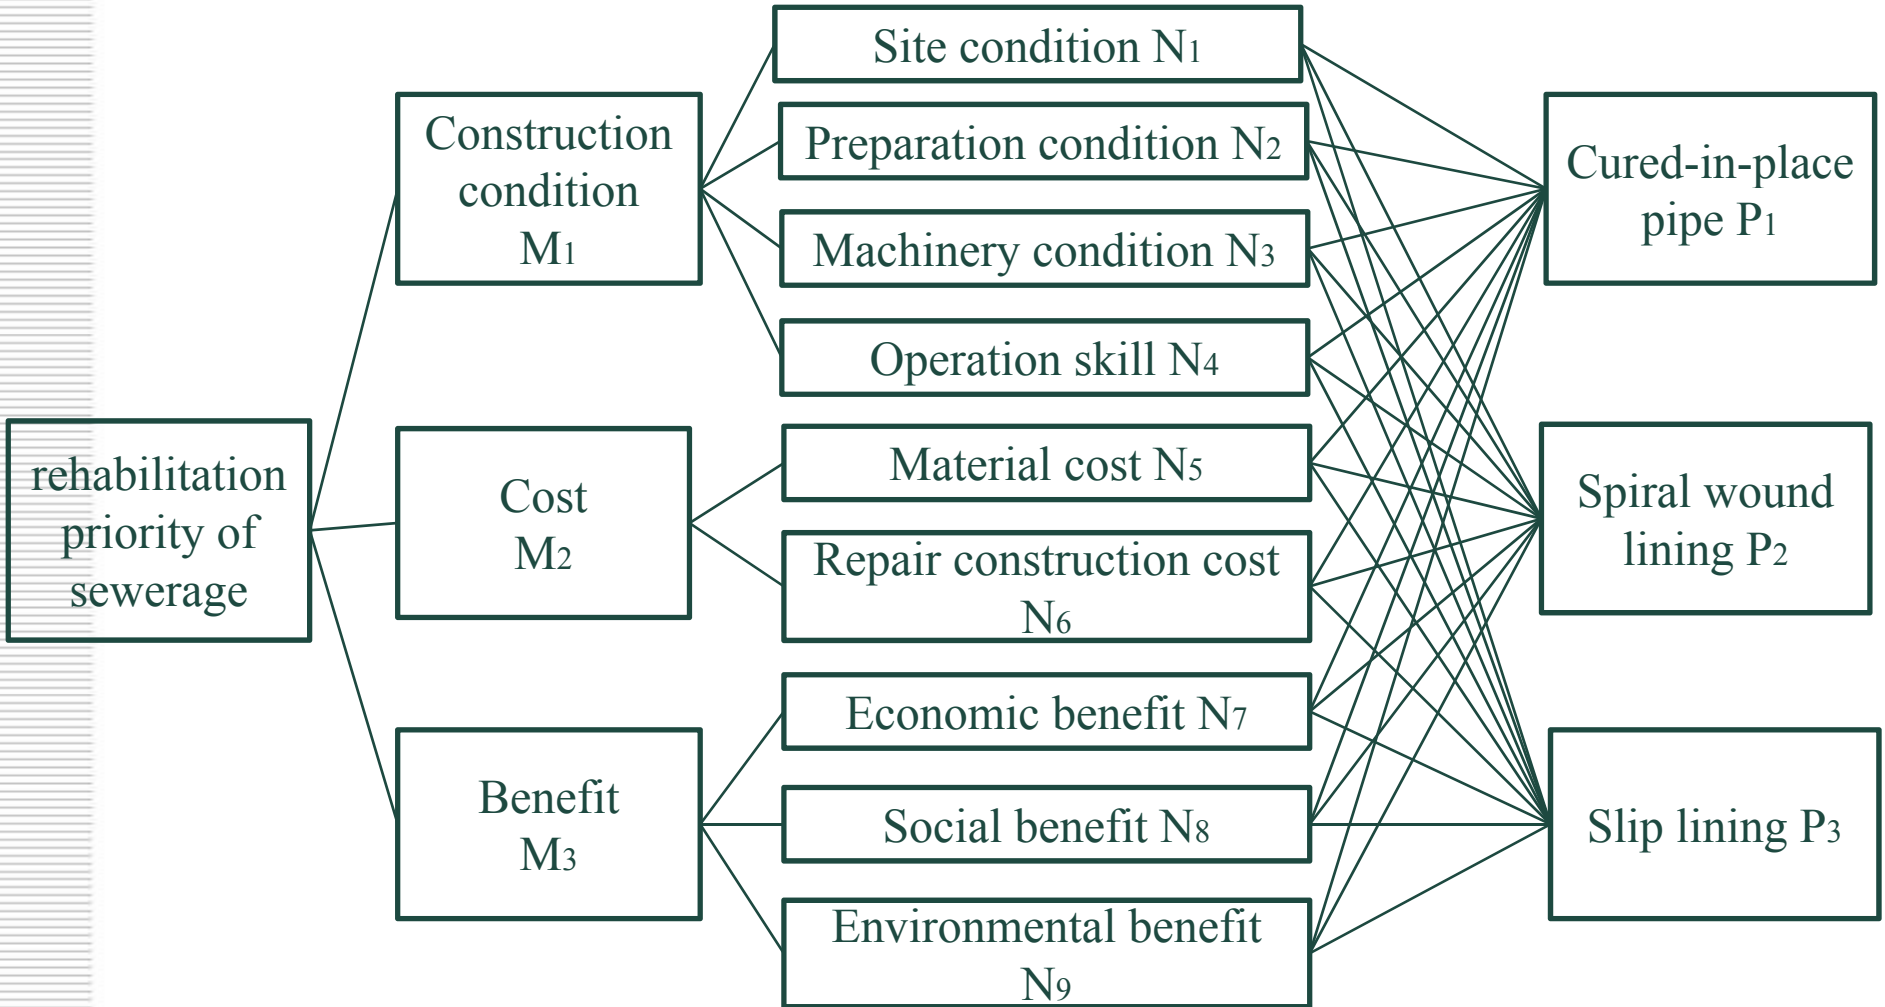 rehabilitation
priority of
sewerage
Construction
condition
M1
Cost
M2
Benefit
M3
Site condition N1
Preparation condition N2
Machinery condition N3
Operation skill N4
Material cost N5
Repair construction cost
N6
Economic benefit N7
Social benefit N8
Environmental benefit
N9
Cured-in-place
pipe P1
Spiral wound
lining P2
Slip lining P3